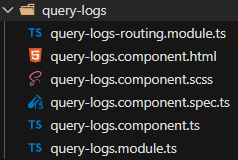 query-logs
TS query-logs-routing.module.ts
query-logs.component.html
query-logs.component.scss
query-logs.component.spec.ts
TS query-logs.component.ts
TS query-logs.module.ts